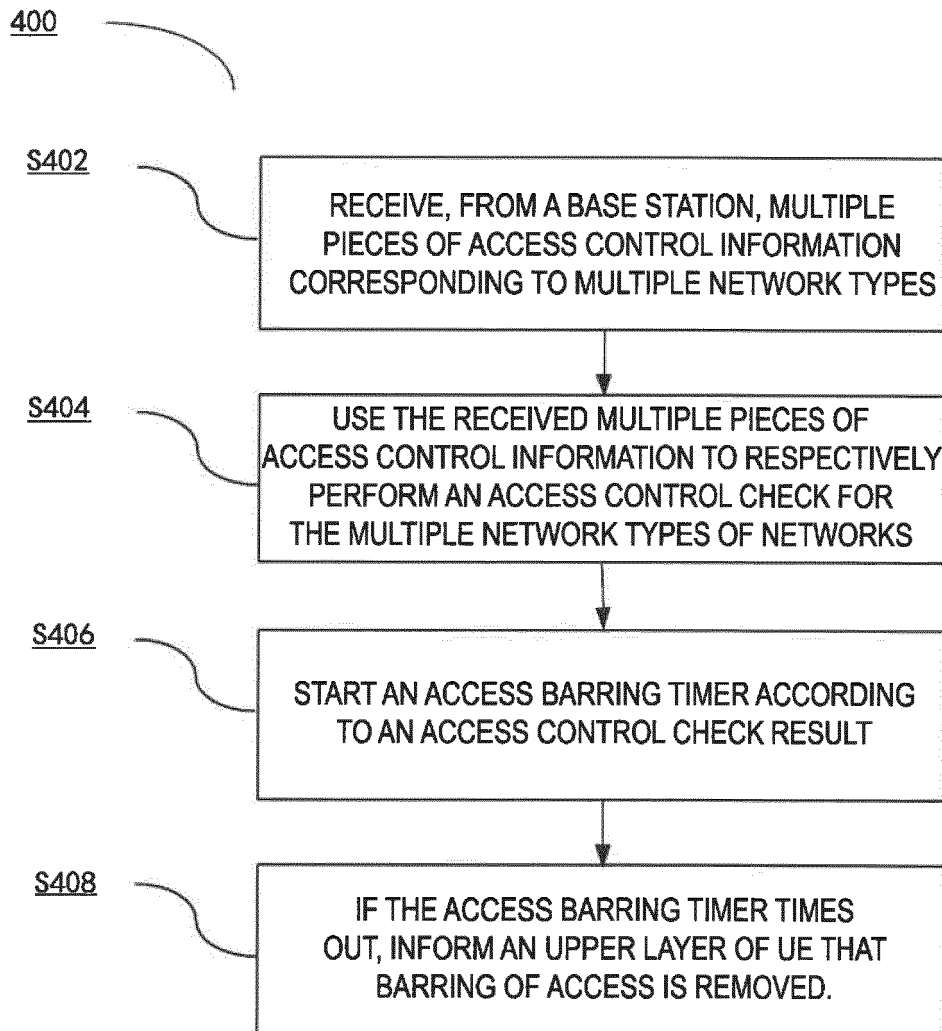 400
S402
RECEIVE, FROM A BASE STATION, MULTIPLE
PIECES OF ACCESS CONTROL INFORMATION
CORRESPONDING TO MULTIPLE NETWORK TYPES
S404
USE THE RECEIVED MULTIPLE PIECES OF
ACCESS CONTROL INFORMATION TO RESPECTIVELY
PERFORM AN ACCESS CONTROL CHECK FOR
THE MULTIPLE NETWORK TYPES OF NETWORKS
S406
START AN ACCESS BARRING TIMER ACCORDING
TO AN ACCESS CONTROL CHECK RESULT
S408
IF THE ACCESS BARRING TIMER TIMES
OUT, INFORM AN UPPER LAYER OF UE THAT
BARRING OF ACCESS IS REMOVED.